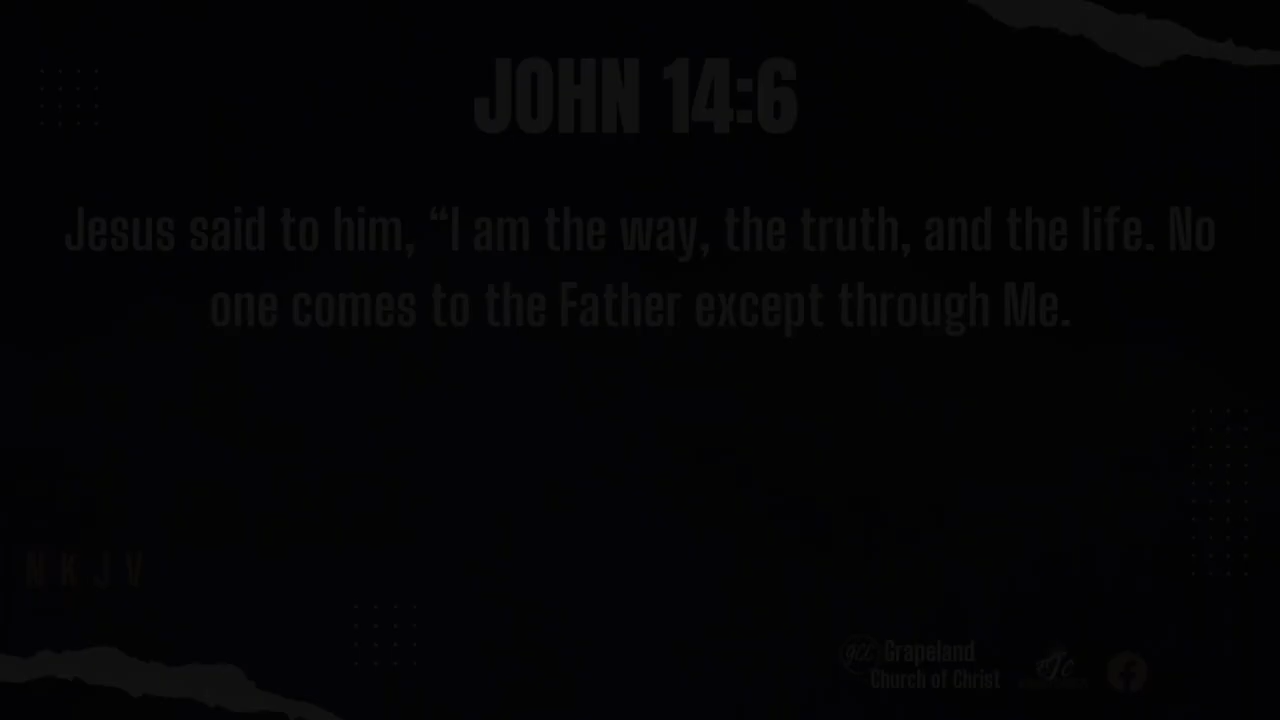 JOHN 14:6
Jesus said to him, “I am the way, the truth, and the life. No
one comes to the Father except through Me.
NKJV
gcc Grapeland
Church of Christ